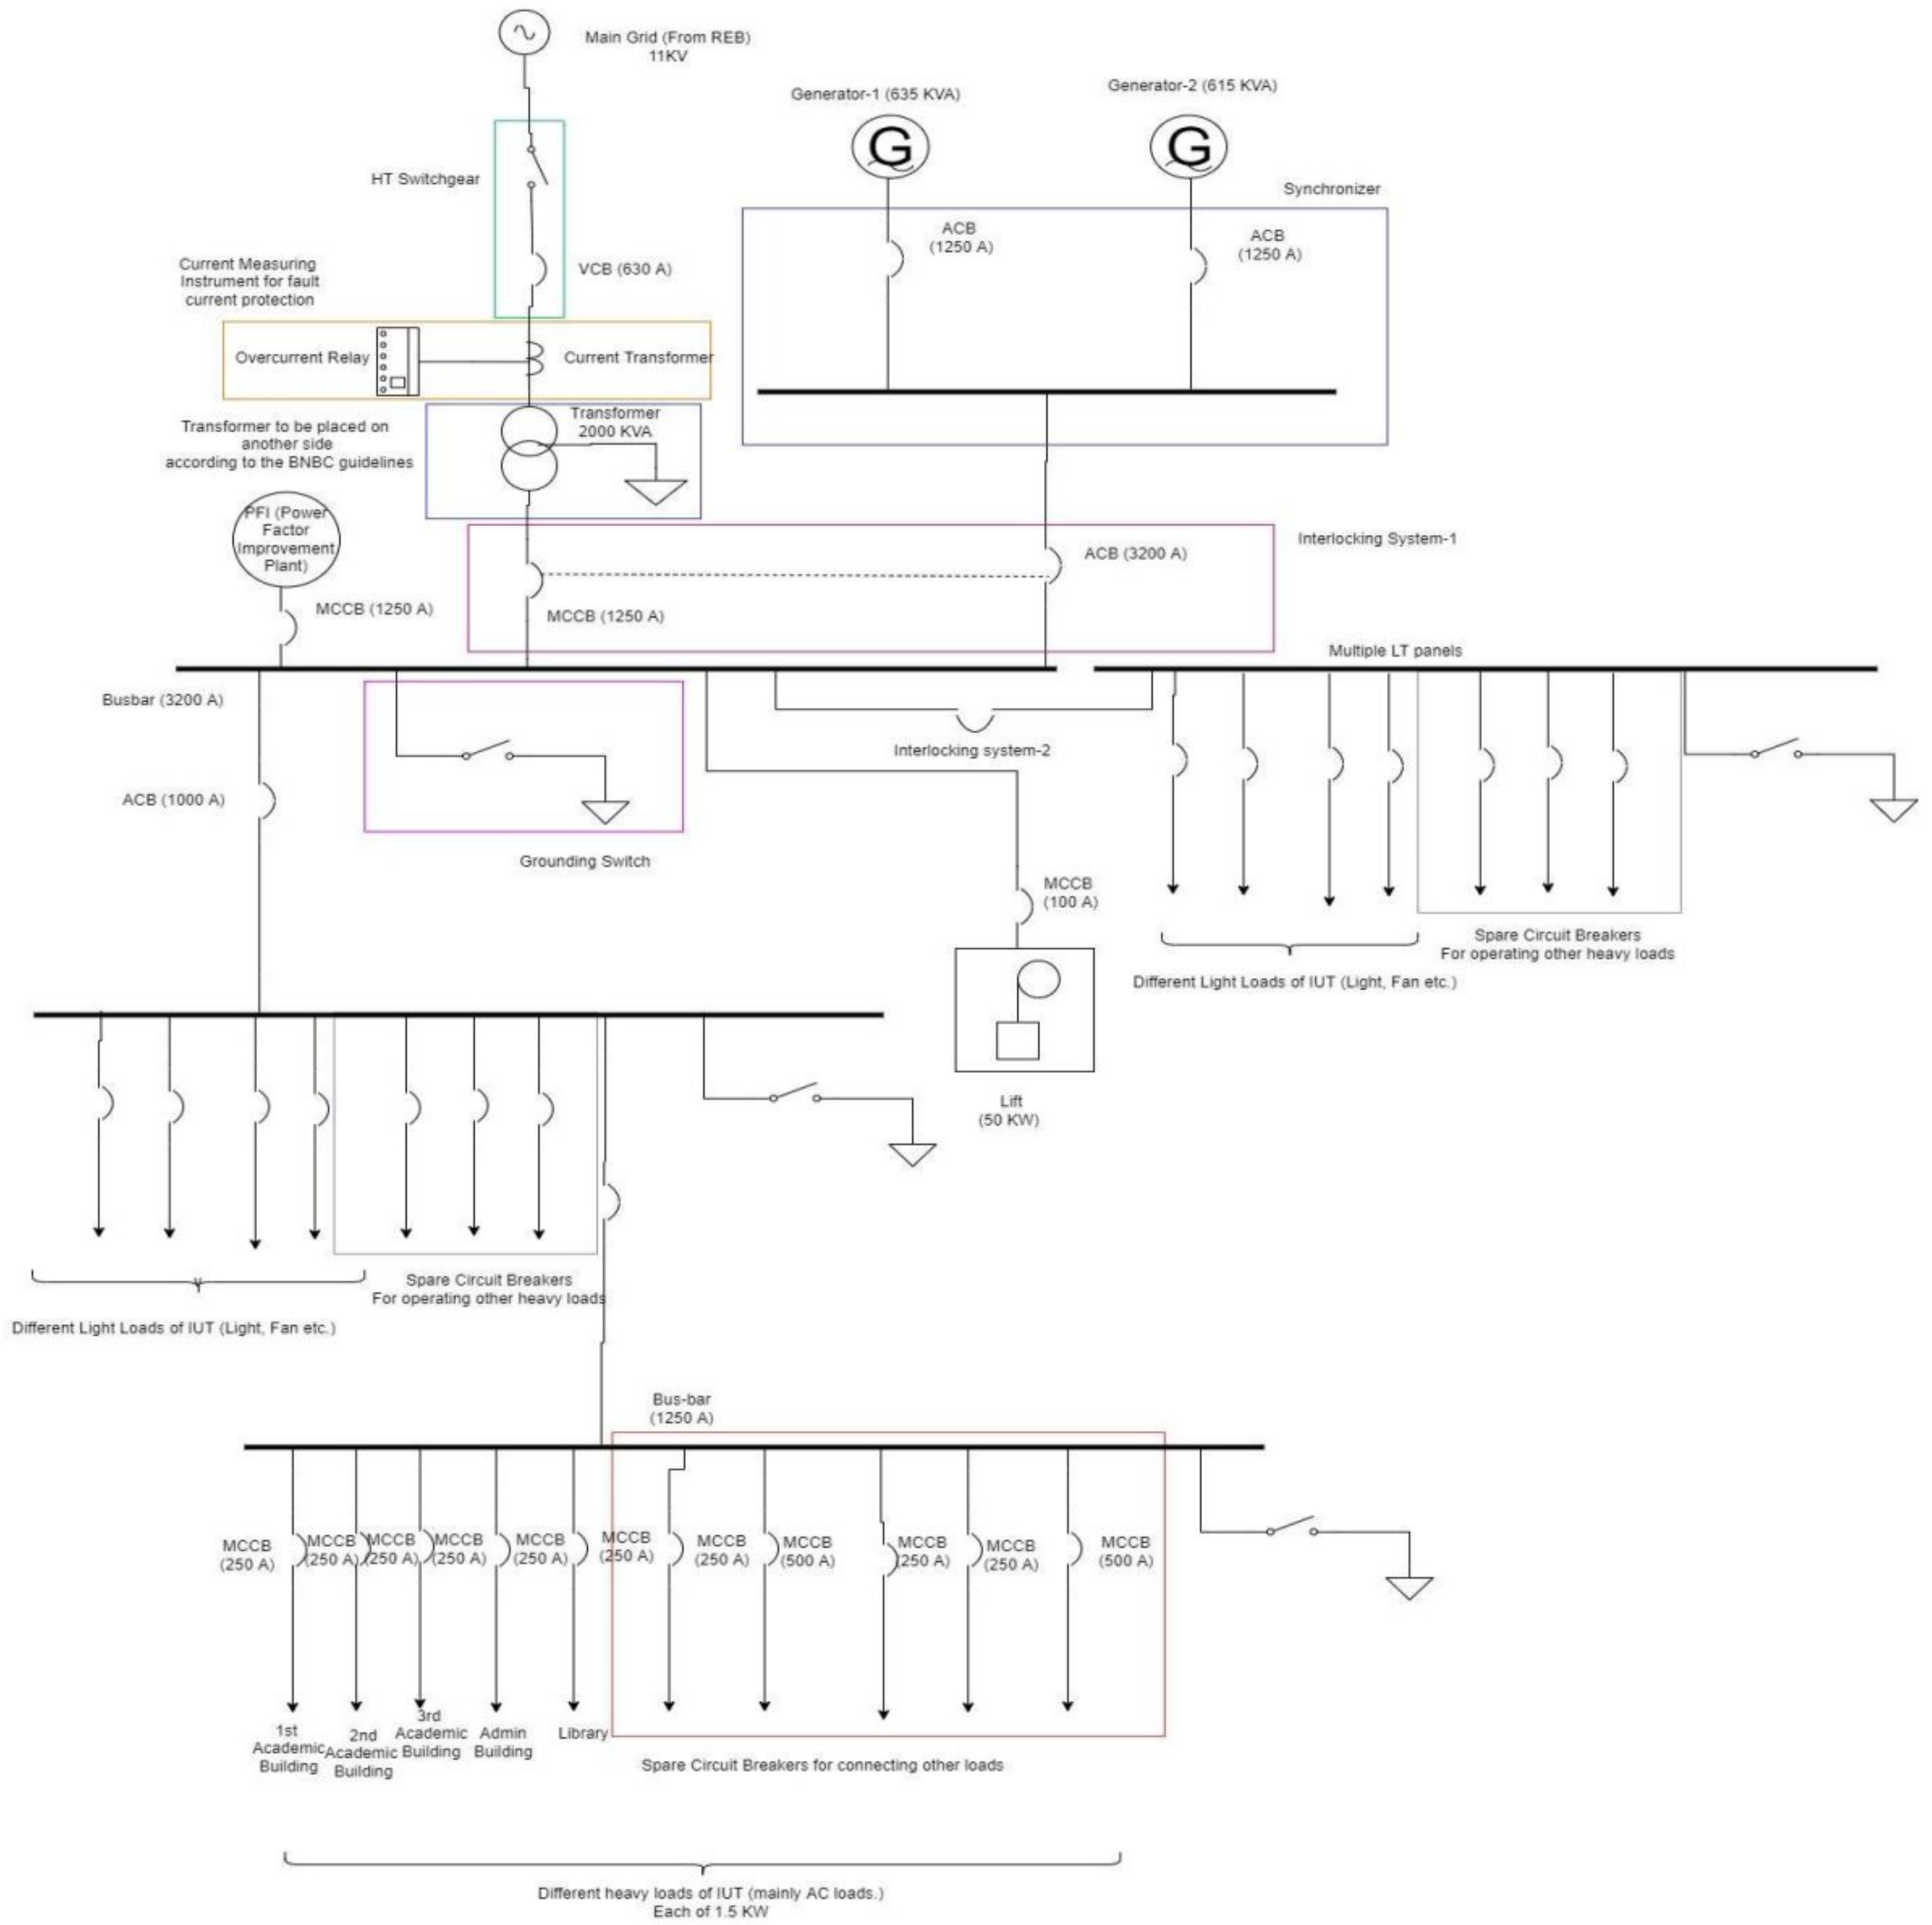 Main Grid (From REB)
11KV
Generator-1 (635 KVA)
Generator-2 (615 KVA)
G
G
HT Switchgear
Synchronizer
ACB
(1250 A)
ACB
(1250 A)
VCB (630 A)
Current Measuring
Instrument for fault
current protection
Overcurrent Relay
Current Transformer
Transformer
2000 KVA
Transformer to be placed on
another side
according to the BNBC guidelines
PFI (Power
Factor
Improvement
Plant)
Interlocking System-1
ACB (3200 A)
MCCB (1250 A)
MCCB (1250 A)
Multiple LT panels
Busbar (3200 A)
Interlocking system-2
ACB (1000 A)
Grounding Switch
MCCB
(100 A)
Spare Circuit Breakers
For operating other heavy loads
Different Light Loads of IUT (Light, Fan etc.)
Lift
(50 KW)
Spare Circuit Breakers
For operating other heavy loads
Different Light Loads of IUT (Light, Fan etc.)
Bus-bar
(1250 A)
MCCB
(250 A)
MCCB
(250 A)
MCCB
(250 A)
MCCB
(250 A)
MCCB
(250 A)
MCCB
(250 A)
MCCB
(250 A)
MCCB
(500 A)
MCCB
(250 A)
MCCB
(250 A)
MCCB
(500 A)
1st
Academic
Building
2nd
Academic
Building
3rd
Academic
Building
Admin
Building
Library
Spare Circuit Breakers for connecting other loads
Different heavy loads of IUT (mainly AC loads.)
Each of 1.5 KW